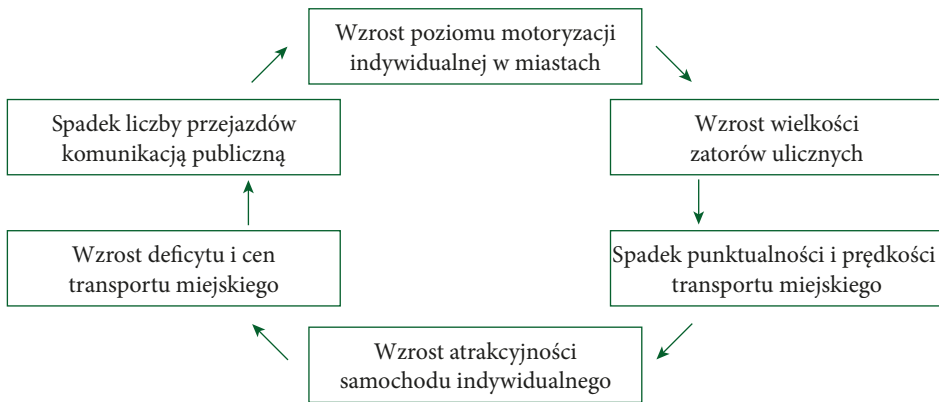 Wzrost poziomu motoryzacji
indywidualnej w miastach
Wzrost wielkości
zatorów ulicznych
Spadek punktualności i prędkości
transportu miejskiego
Wzrost atrakcyjności
samochodu indywidualnego
Wzrost deficytu i cen
transportu miejskiego
Spadek liczby przejazdów
komunikacją publiczną